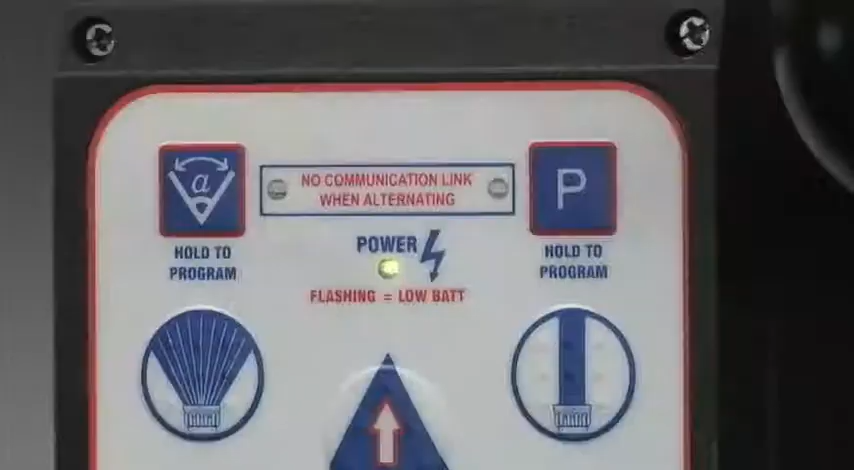 a
P
NO COMMUNICATION LINK
WHEN ALTERNATING
HOLD TO
PROGRAM
POWER
FLASHING = LOW BATT
HOLD TO
PROGRAM